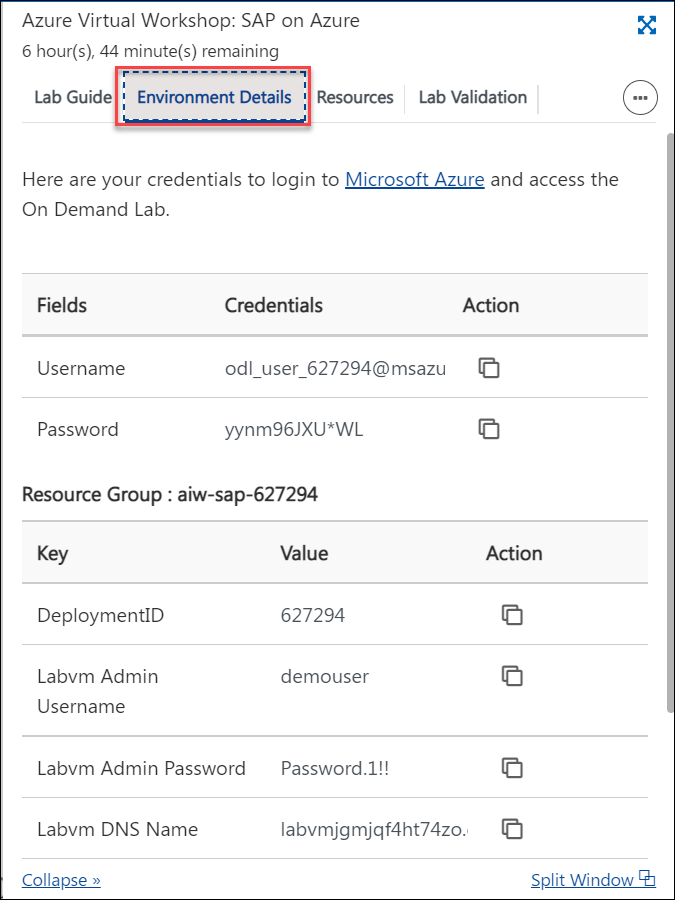 Azure Virtual Workshop: SAP on Azure
6 hour(s), 44 minute(s) remaining
Lab Guide Environment Details Resources Lab Validation
Here are your credentials to login to Microsoft Azure and access the
On Demand Lab.
Fields Credentials Action
Username odl_user_627294@msazu
Password yynm96JXU*WL
Resource Group : aiw-sap-627294
Key Value Action
DeploymentID 627294
Labvm Admin demouser
Username
Labvm Admin Password Password.1!!
Labvm DNS Name labvmjgmjqf4ht74zo.
Collapse » Split Window